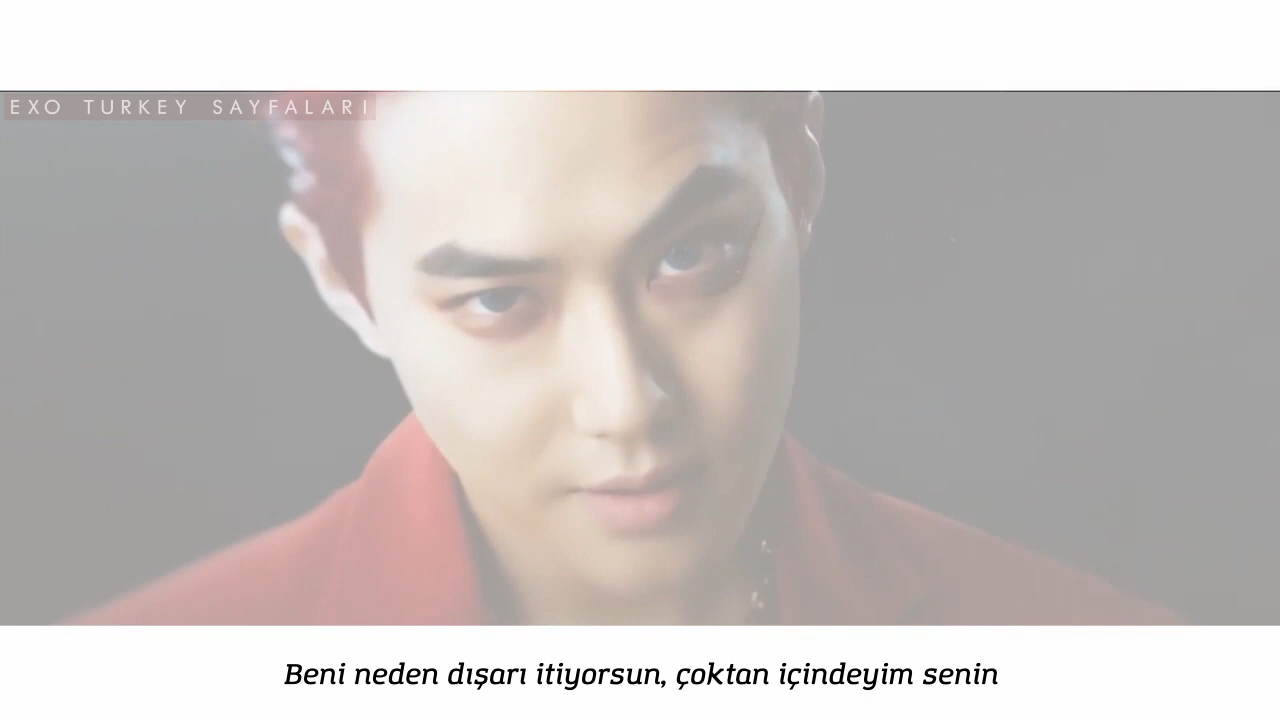 EXO TURKEY SAYFALARI
Beni neden dışarı itiyorsun, çoktan içindeyim senin